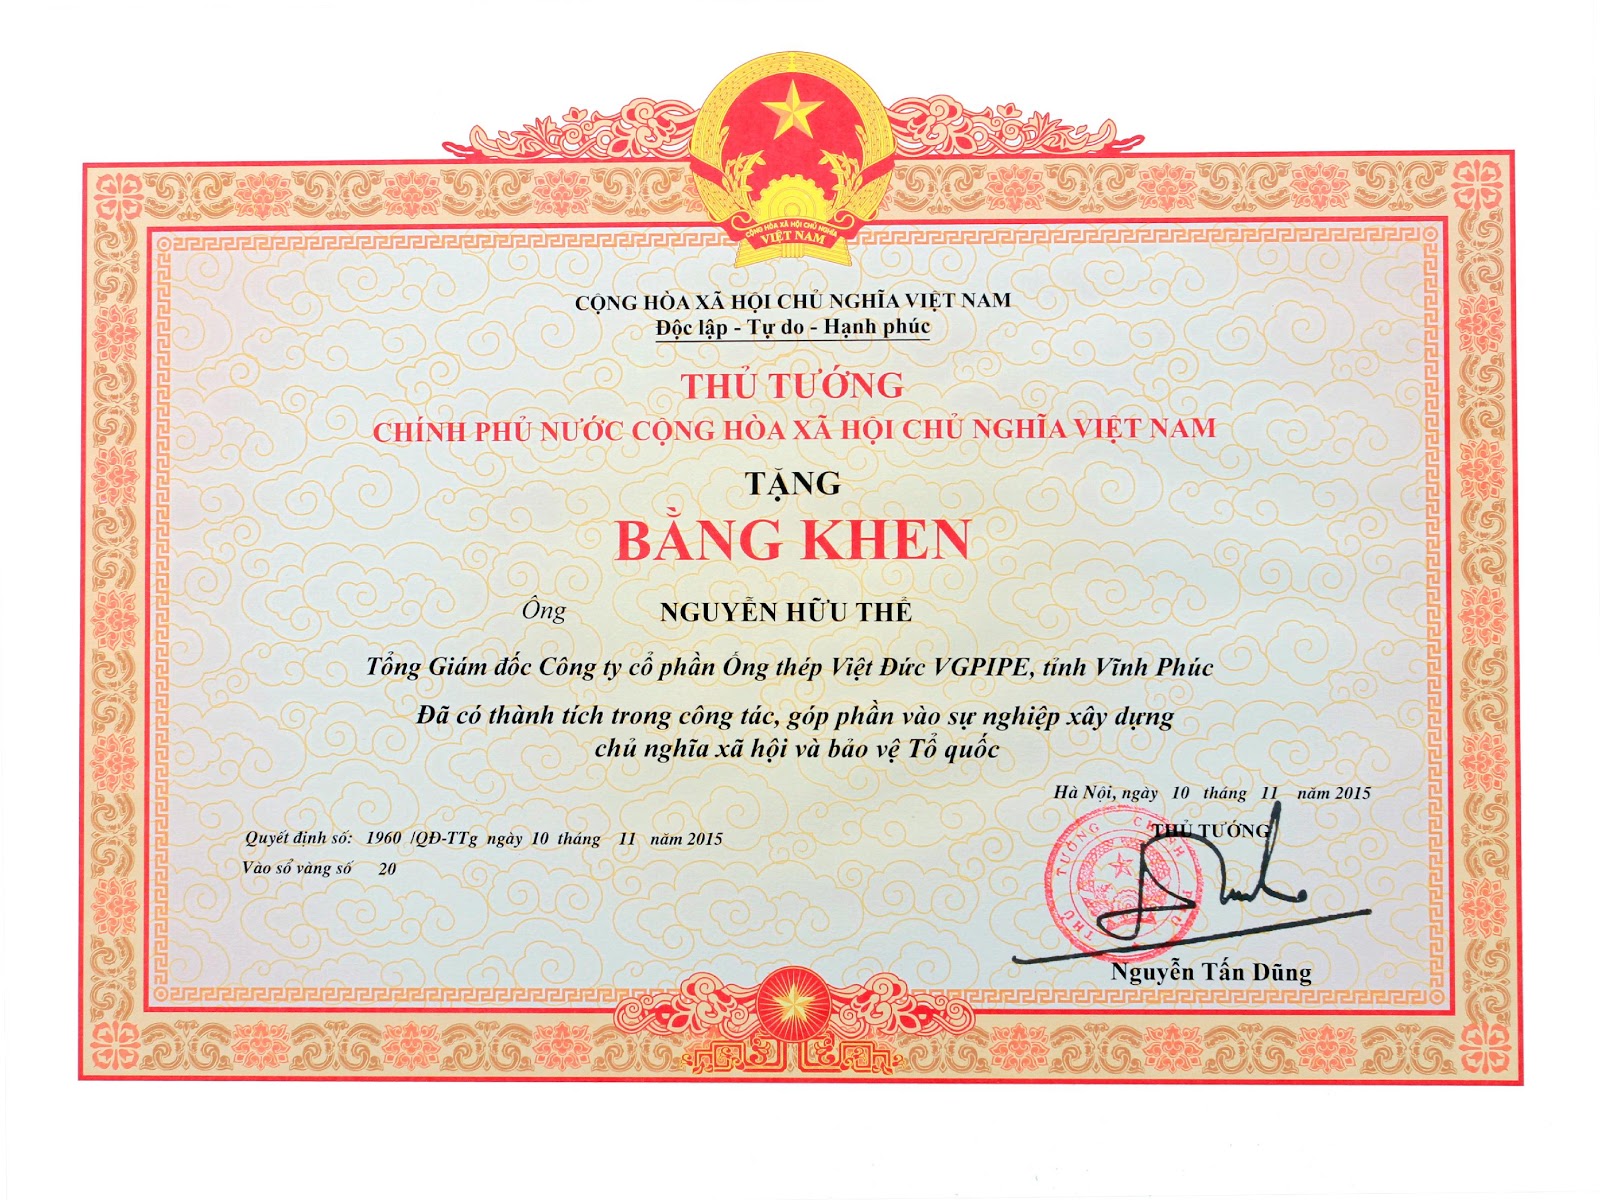 CỘNG HÒA XÃ HỘI CHỦ NGHĨA
VIỆT NAM
CỘNG HÒA XÃ HỘI CHỦ NGHĨA VIỆT NAM
Độc lập - Tự do - Hạnh phúc
THỦ TƯỚNG
CHÍNH PHỦ NƯỚC CỘNG HÒA XÃ HỘI CHỦ NGHĨA VIỆT NAM
TẶNG
BẰNG KHEN
Ông NGUYỄN HỮU THỂ
Tổng Giám đốc Công ty cổ phần Ống thép Việt Đức VGPIPE, tỉnh Vĩnh Phúc
Đã có thành tích trong công tác, góp phần vào sự nghiệp xây dựng
chủ nghĩa xã hội và bảo vệ Tổ quốc
Hà Nội, ngày 10 tháng 11 năm 2015
Quyết định số: 1960 /QĐ-TTg ngày 10 tháng 11 năm 2015
Vào sổ vàng số 20
THỦ TƯỚNG
THỦ TƯỚNG CHÍNH PHỦ
Nguyễn Tấn Dũng